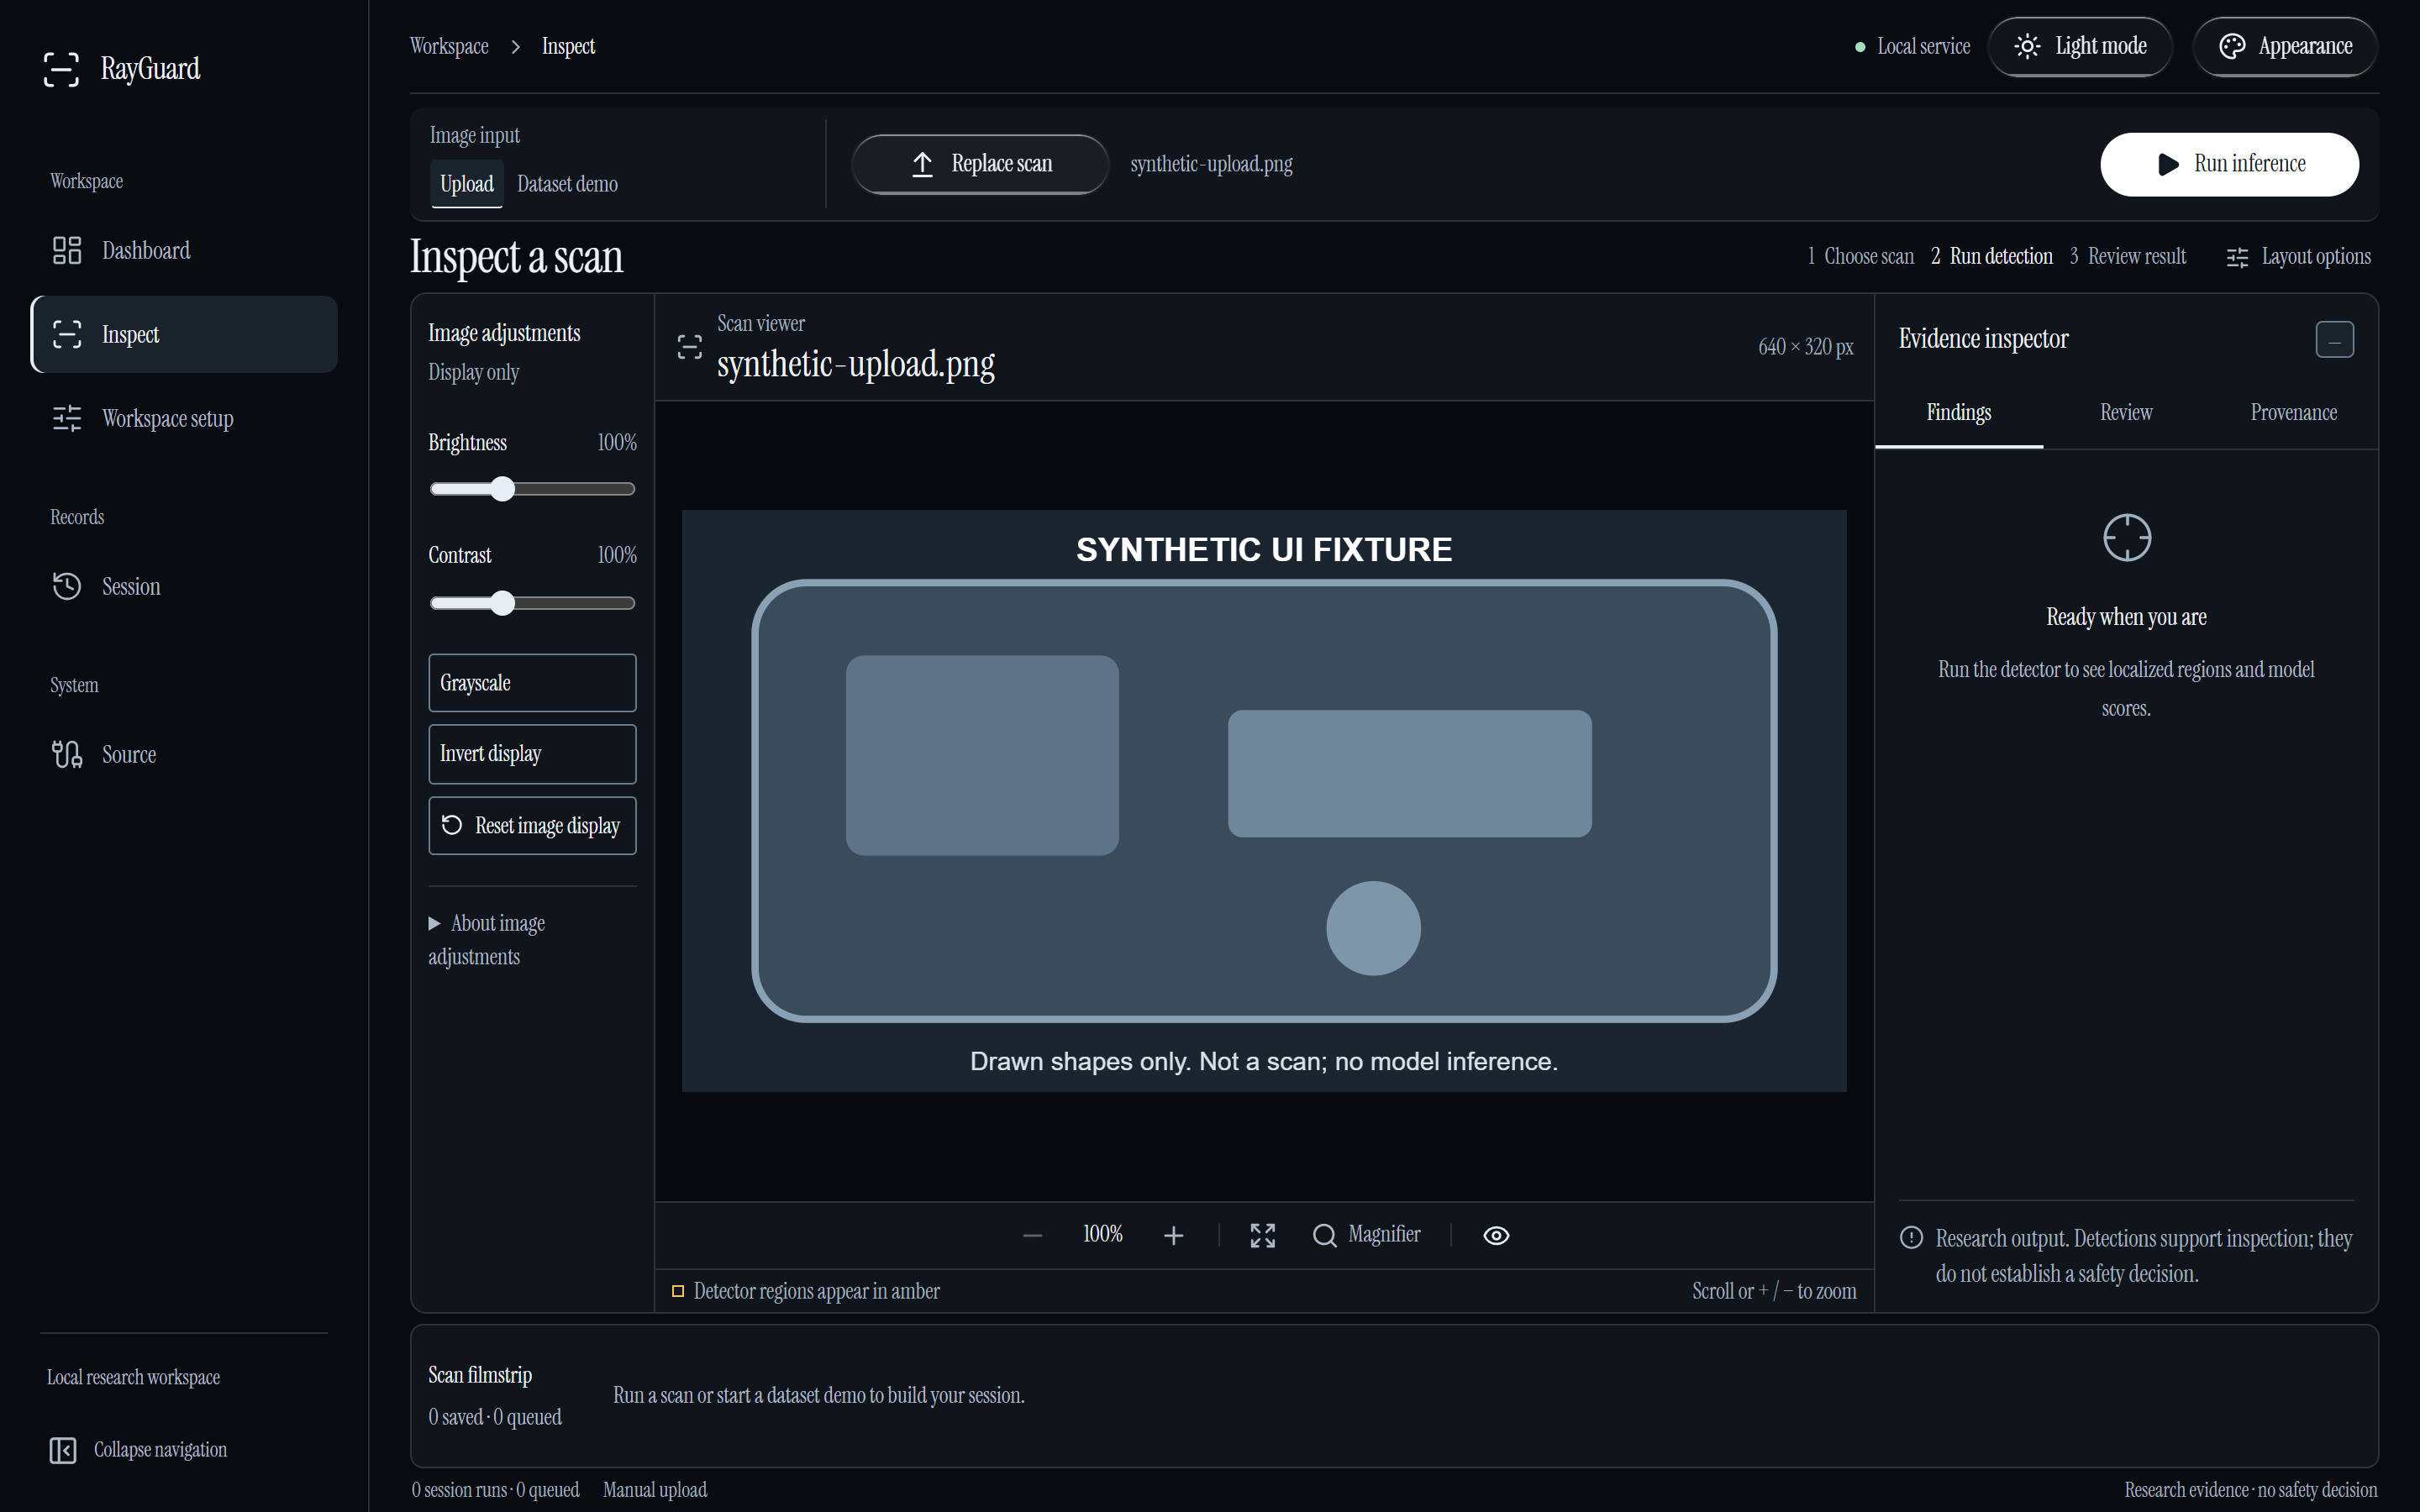 RayGuard
Workspace
Dashboard
Inspect
Workspace setup
Records
Session
System
Source
Local research workspace
Collapse navigation
Workspace
Inspect
Local service
Light mode
Appearance
Image input
Upload
Dataset demo
Replace scan
synthetic-upload.png
Run inference
Inspect a scan
1 Choose scan
2 Run detection
3 Review result
Layout options
Image adjustments
Display only
Brightness 100%
Contrast 100%
Grayscale
Invert display
Reset image display
About image
adjustments
Scan viewer
synthetic-upload.png
640 × 320 px
SYNTHETIC UI FIXTURE
Drawn shapes only. Not a scan; no model inference.
100%
Magnifier
Detector regions appear in amber
Scroll or + / − to zoom
Evidence inspector
Findings
Review
Provenance
Ready when you are
Run the detector to see localized regions and model
scores.
Research output. Detections support inspection; they
do not establish a safety decision.
Scan filmstrip
0 saved · 0 queued
Run a scan or start a dataset demo to build your session.
0 session runs · 0 queued
Manual upload
Research evidence · no safety decision